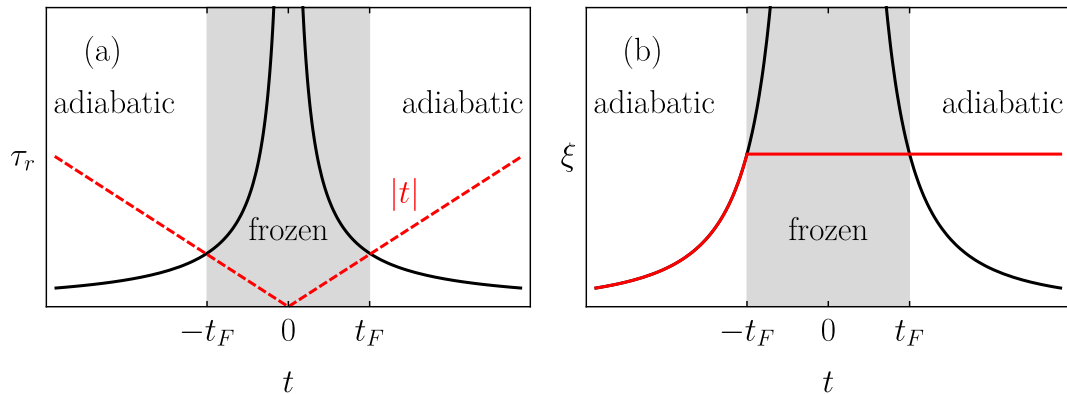 (a)
adiabatic
adiabatic
τ_r
|t|
frozen
−t_F 0 t_F
t
(b)
adiabatic
adiabatic
ξ
frozen
−t_F 0 t_F
t